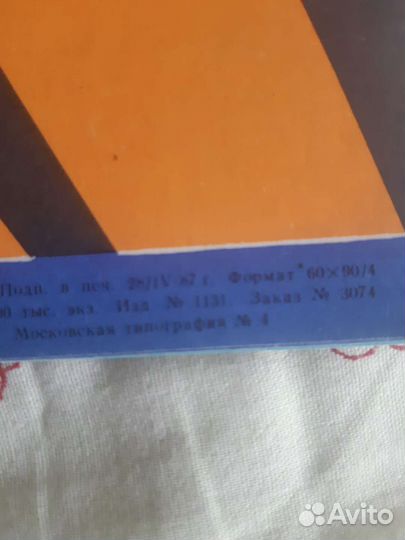 Подп. в печ. 28/IV 87 г. Формат 60×90/4
тыс. экз. Изд. № 1131. Заказ № 3074
Московская типография № 4
Avito